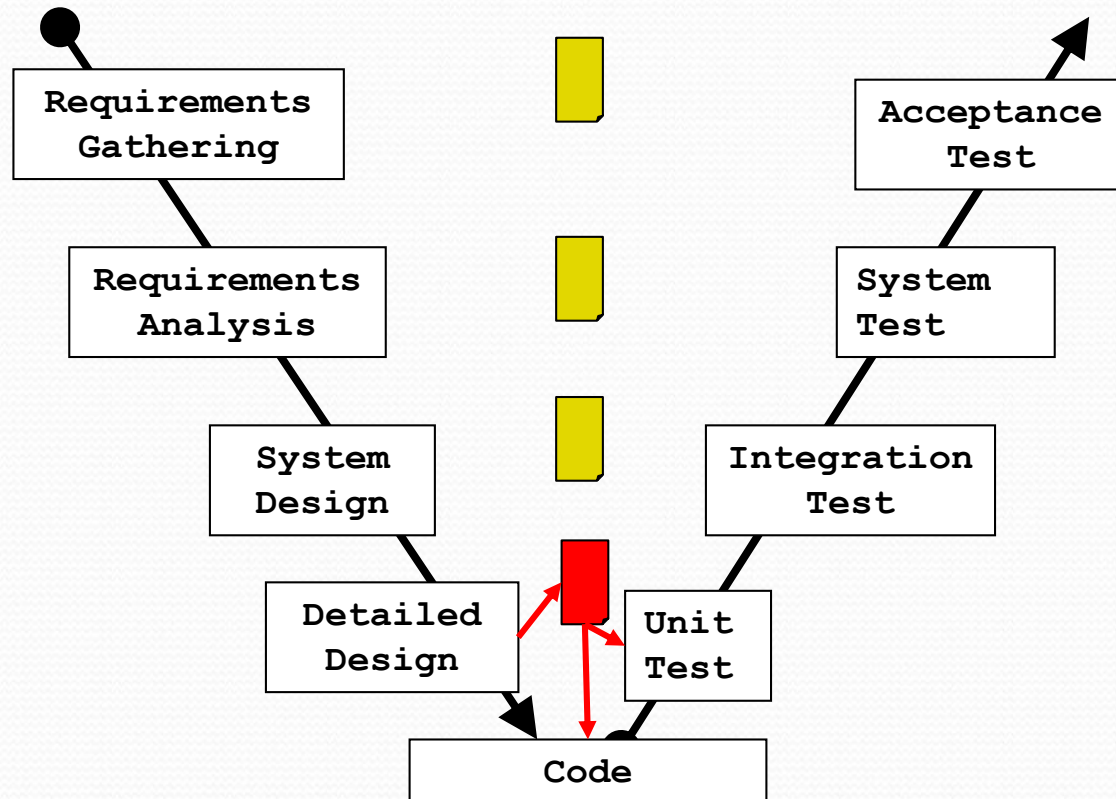 Requirements
Gathering
Acceptance
Test
Requirements
Analysis
System
Test
System
Design
Integration
Test
Detailed
Design
Unit
Test
Code